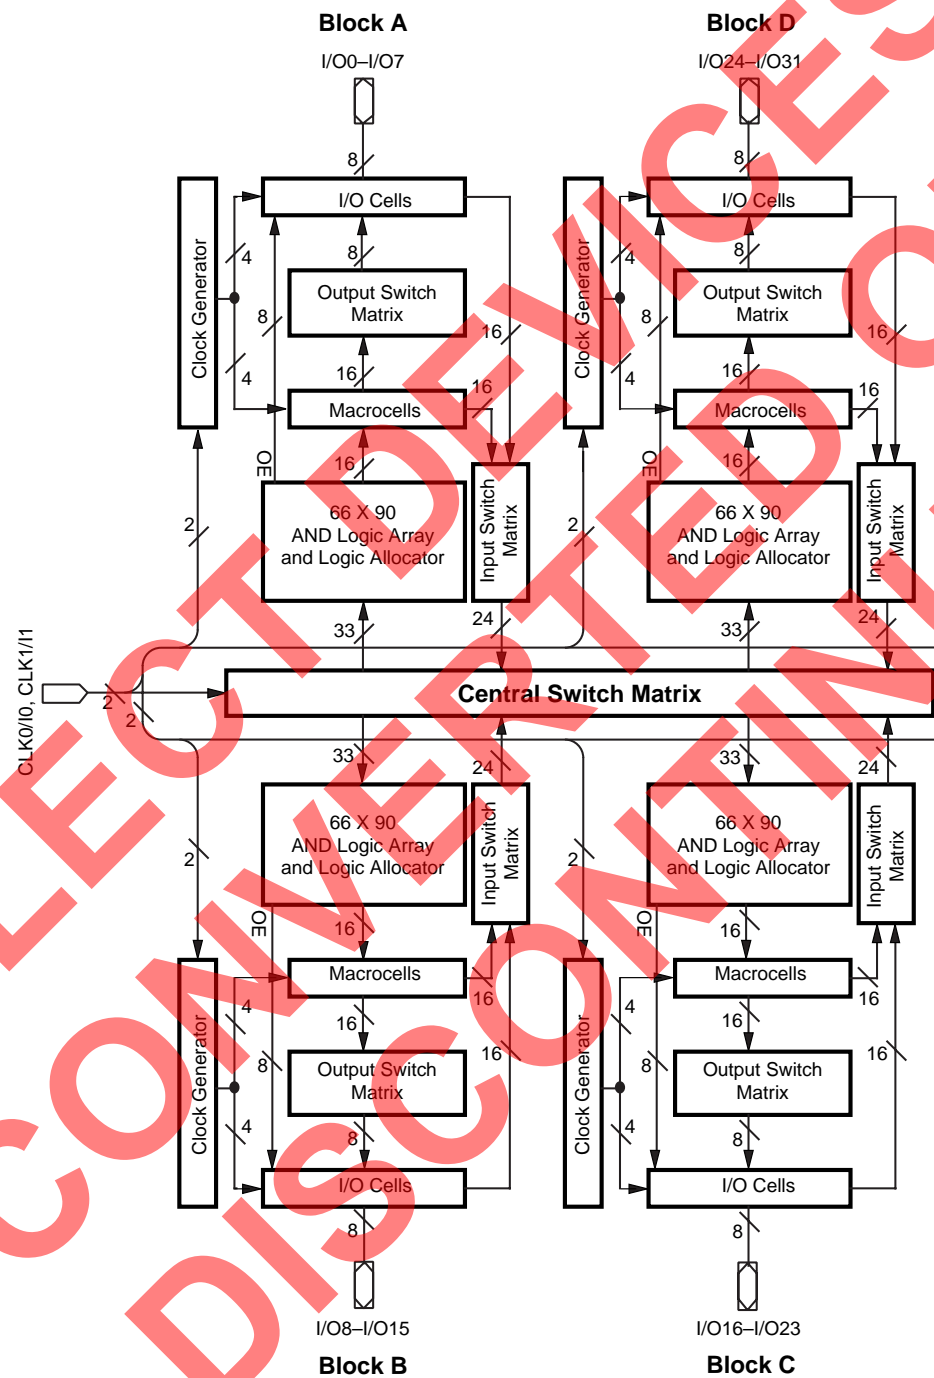 Block A
Block D
I/O0–I/O7
I/O24–I/O31
8
8
I/O Cells
I/O Cells
Clock Generator
4
8
16
Clock Generator
4
8
16
Output Switch
Matrix
Output Switch
Matrix
8
8
4
16
16
4
16
16
Macrocells
Macrocells
OE
16
OE
16
66 X 90
AND Logic Array
and Logic Allocator
Input Switch
Matrix
66 X 90
AND Logic Array
and Logic Allocator
Input Switch
Matrix
2
2
33
24
33
24
CLK0/I0, CLK1/I1
2
2
Central Switch Matrix
33
24
33
24
66 X 90
AND Logic Array
and Logic Allocator
Input Switch
Matrix
66 X 90
AND Logic Array
and Logic Allocator
Input Switch
Matrix
2
2
OE
16
OE
16
Macrocells
Macrocells
16
16
Clock Generator
4
16
Clock Generator
4
16
8
16
8
16
Output Switch
Matrix
Output Switch
Matrix
4
8
4
8
I/O Cells
I/O Cells
8
8
I/O8–I/O15
I/O16–I/O23
Block B
Block C
LECT DEVICES
CONVERTED
DISCONTIN